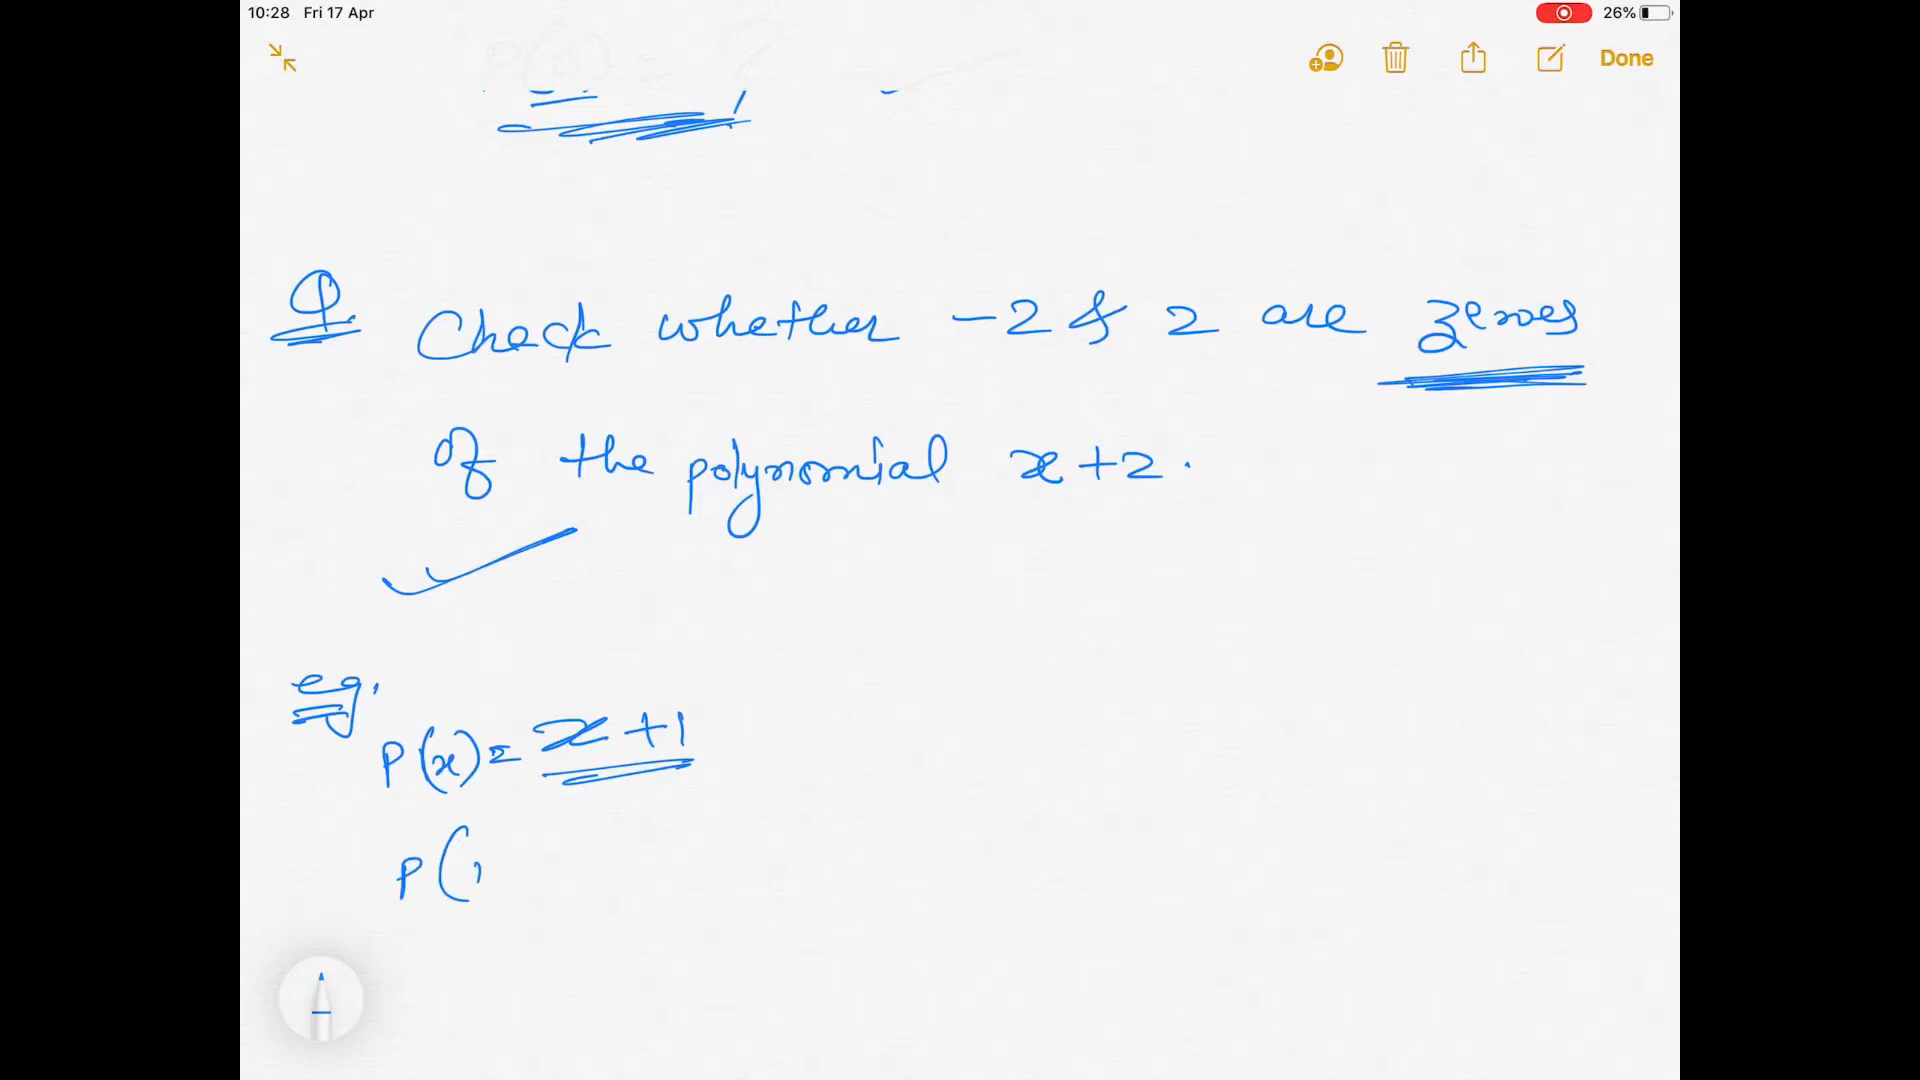 10:28 Fri 17 Apr 26%
Done
Q. Check whether -2 & 2 are zeroes
of the polynomial x+2.
eg.
P(x) = x+1
P(